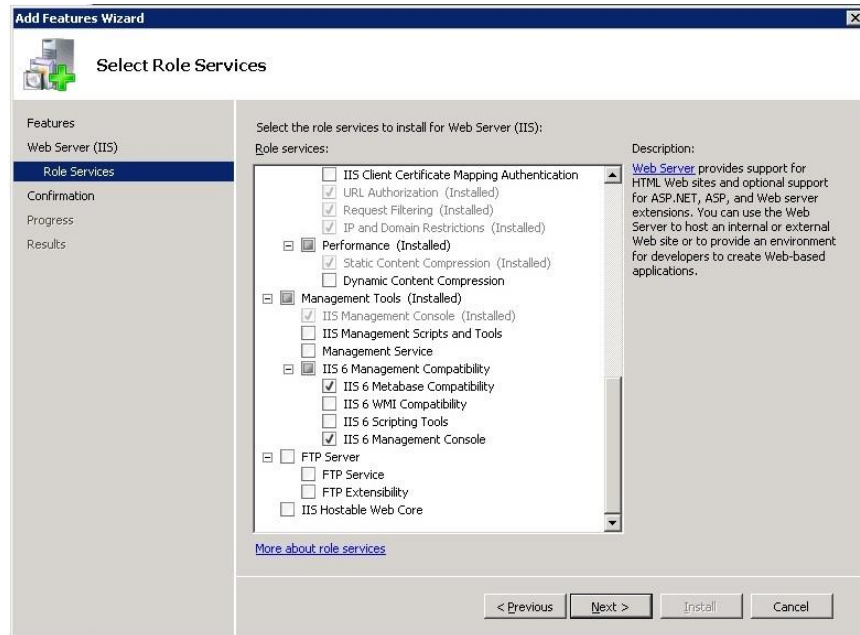 Add Features Wizard
Select Role Services
Features
Web Server (IIS)
Role Services
Confirmation
Progress
Results
Select the role services to install for Web Server (IIS):
Role services:
IIS Client Certificate Mapping Authentication
URL Authorization (Installed)
Request Filtering (Installed)
IP and Domain Restrictions (Installed)
Performance (Installed)
Static Content Compression (Installed)
Dynamic Content Compression
Management Tools (Installed)
IIS Management Console (Installed)
IIS Management Scripts and Tools
Management Service
IIS 6 Management Compatibility
IIS 6 Metabase Compatibility
IIS 6 WMI Compatibility
IIS 6 Scripting Tools
IIS 6 Management Console
FTP Server
FTP Service
FTP Extensibility
IIS Hostable Web Core
More about role services
Description:
Web Server provides support for
HTML Web sites and optional support
for ASP.NET, ASP, and Web server
extensions. You can use the Web
Server to host an internal or external
Web site or to provide an environment
for developers to create Web-based
applications.
< Previous
Next >
Install
Cancel